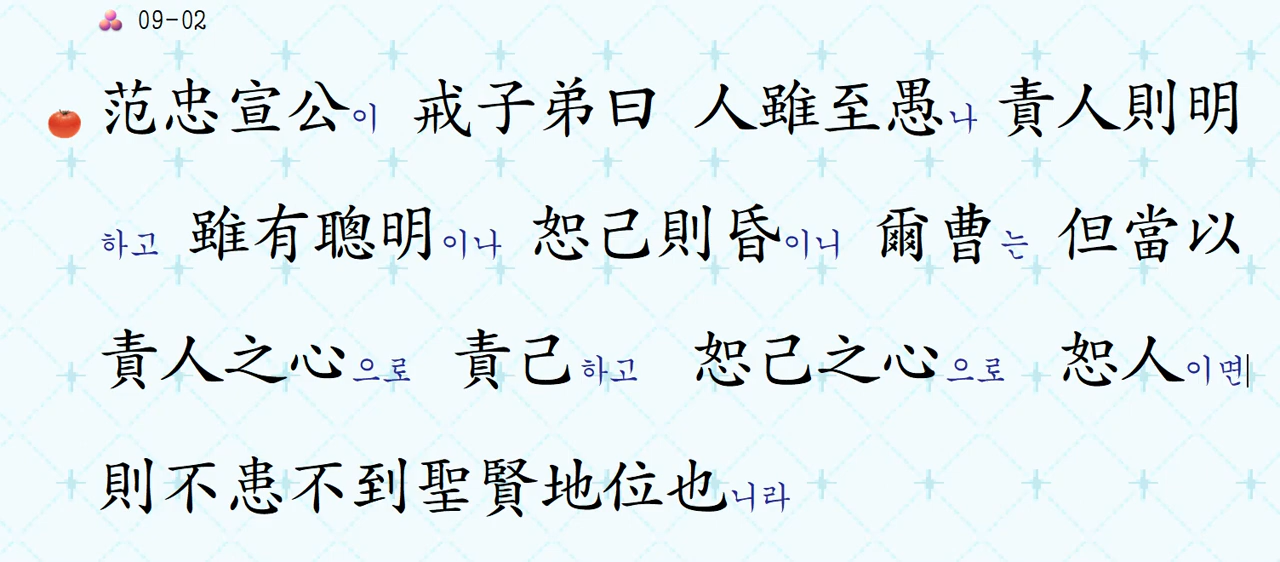 09-02
范忠宣公이 戒子弟曰 人雖至愚나 責人則明
하고 雖有聰明이나 恕己則昏이니 爾曹는 但當以
責人之心으로 責己하고 恕己之心으로 恕人이면
則不患不到聖賢地位也니라